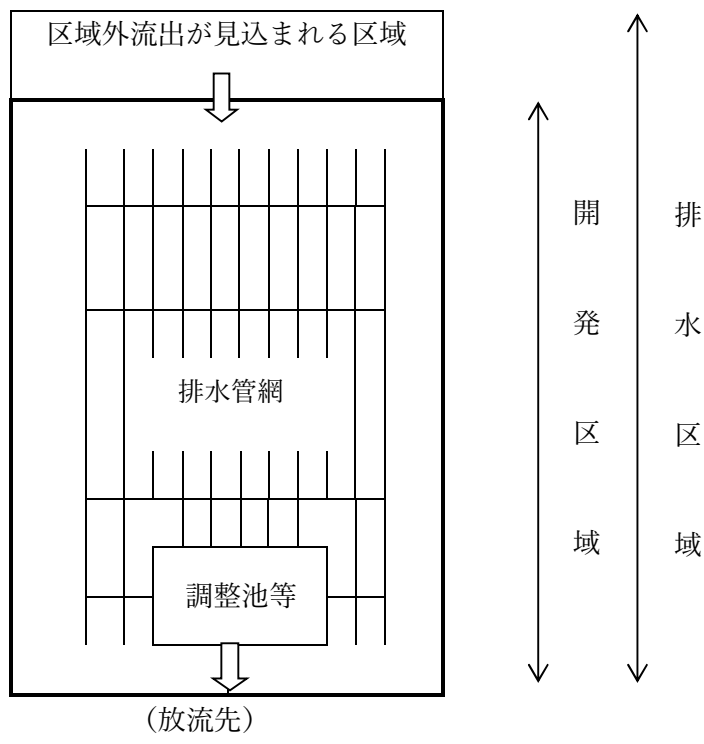 区域外流出が見込まれる区域
排水管網
調整池等
（放流先）
開発区域
排水区域